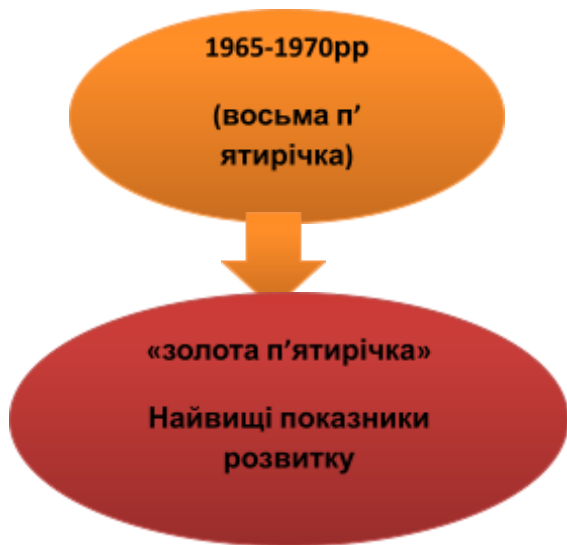 1965-1970рр
(восьма п’
ятирічка)
«золота п’ятирічка»
Найвищі показники
розвитку